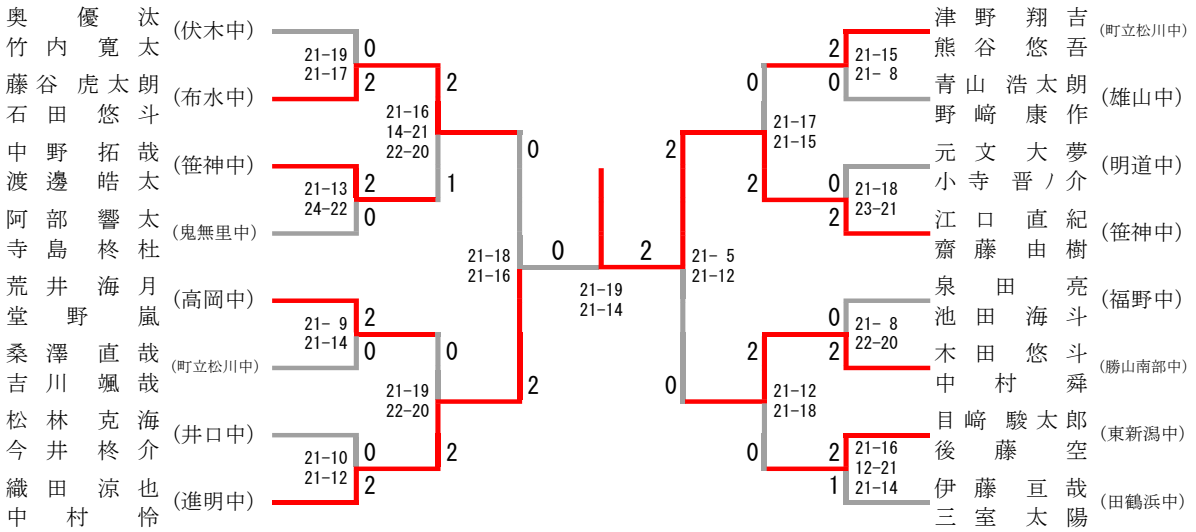 奥優汰
竹内寛太
(伏木中)
藤谷虎太朗
石田悠斗
(布水中)
中野拓哉
渡邊皓太
(笹神中)
阿部響太
寺島柊杜
(鬼無里中)
荒井海月
堂野嵐
(高岡中)
桑澤直哉
吉川颯哉
(町立松川中)
松林克海
今井柊介
(井口中)
織田涼也
中村怜
(進明中)
21-19
21-17
0
2
21-13
24-22
2
0
21- 9
21-14
2
0
21-10
21-12
0
2
2
21-16
14-21
22-20
1
0
21-19
22-20
2
0
21-18
21-16
2
0
2
21-19
21-14
2
21- 5
21-12
0
0
21-17
21-15
2
2
21-12
21-18
0
2
0
21-15
21- 8
0
2
21-18
23-21
0
2
21- 8
22-20
2
1
21-16
12-21
21-14
津野翔吉
熊谷悠吾
(町立松川中)
青山浩太朗
野﨑康作
(雄山中)
元文大夢
小寺晋ノ介
(明道中)
江口直紀
齋藤由樹
(笹神中)
泉田亮
池田海斗
(福野中)
木田悠斗
中村舜
(勝山南部中)
目﨑駿太郎
後藤空
(東新潟中)
伊藤亘哉
三室太陽
(田鶴浜中)